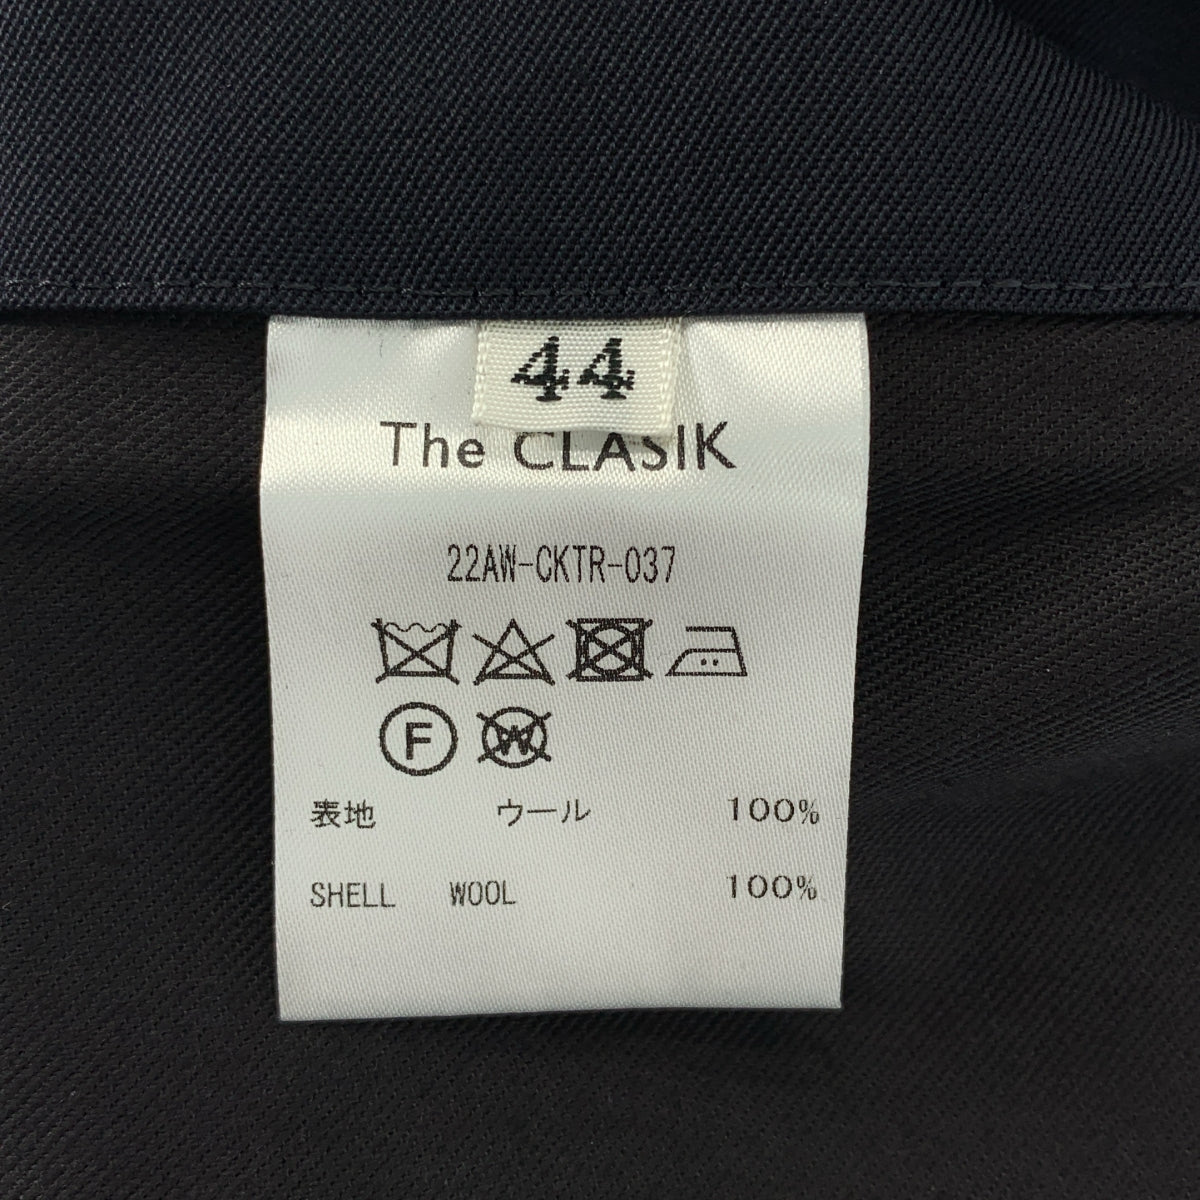 44
The CLASIK
22AW-CKTR-037
F W
表地 ウール 100%
SHELL WOOL 100%